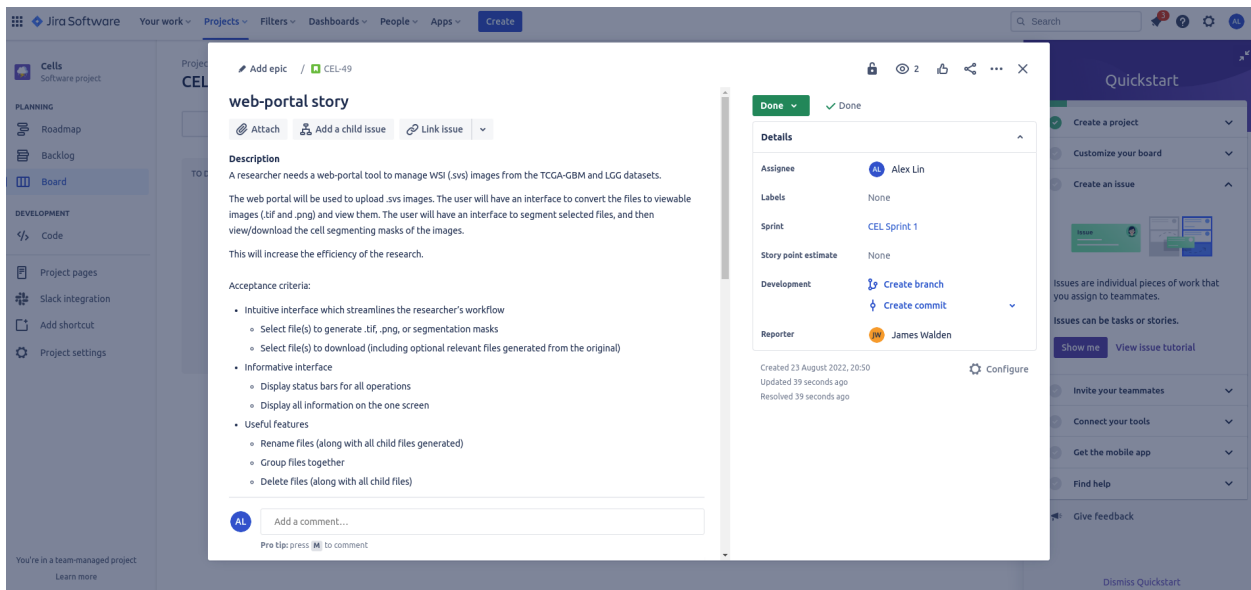 Jira Software
Your work
Projects
Filters
Dashboards
People
Apps
Create
Search
3
AL
Cells
Software project
PLANNING
Roadmap
Backlog
Board
DEVELOPMENT
Code
Project pages
Slack integration
Add shortcut
Project settings
You're in a team-managed project
Learn more
Projec
CEL
TO D
Add epic / CEL-49
2
web-portal story
Attach
Add a child issue
Link issue
Description
A researcher needs a web-portal tool to manage WSI (.svs) images from the TCGA-GBM and LGG datasets.
The web portal will be used to upload .svs images. The user will have an interface to convert the files to viewable
images (.tif and .png) and view them. The user will have an interface to segment selected files, and then
view/download the cell segmenting masks of the images.
This will increase the efficiency of the research.
Acceptance criteria:
• Intuitive interface which streamlines the researcher's workflow
◦ Select file(s) to generate .tif, .png, or segmentation masks
◦ Select file(s) to download (including optional relevant files generated from the original)
• Informative interface
◦ Display status bars for all operations
◦ Display all information on the one screen
• Useful features
◦ Rename files (along with all child files generated)
◦ Group files together
◦ Delete files (along with all child files)
AL
Add a comment…
Pro tip: press M to comment
Done
Done
Details
Assignee
AL Alex Lin
Labels
None
Sprint
CEL Sprint 1
Story point estimate
None
Development
Create branch
Create commit
Reporter
JW James Walden
Created 23 August 2022, 20:50
Updated 39 seconds ago
Resolved 39 seconds ago
Configure
Quickstart
Create a project
Customize your board
Create an issue
Issue
Issues are individual pieces of work that
you assign to teammates.
Issues can be tasks or stories.
Show me
View issue tutorial
Invite your teammates
Connect your tools
Get the mobile app
Find help
Give feedback
Dismiss Quickstart